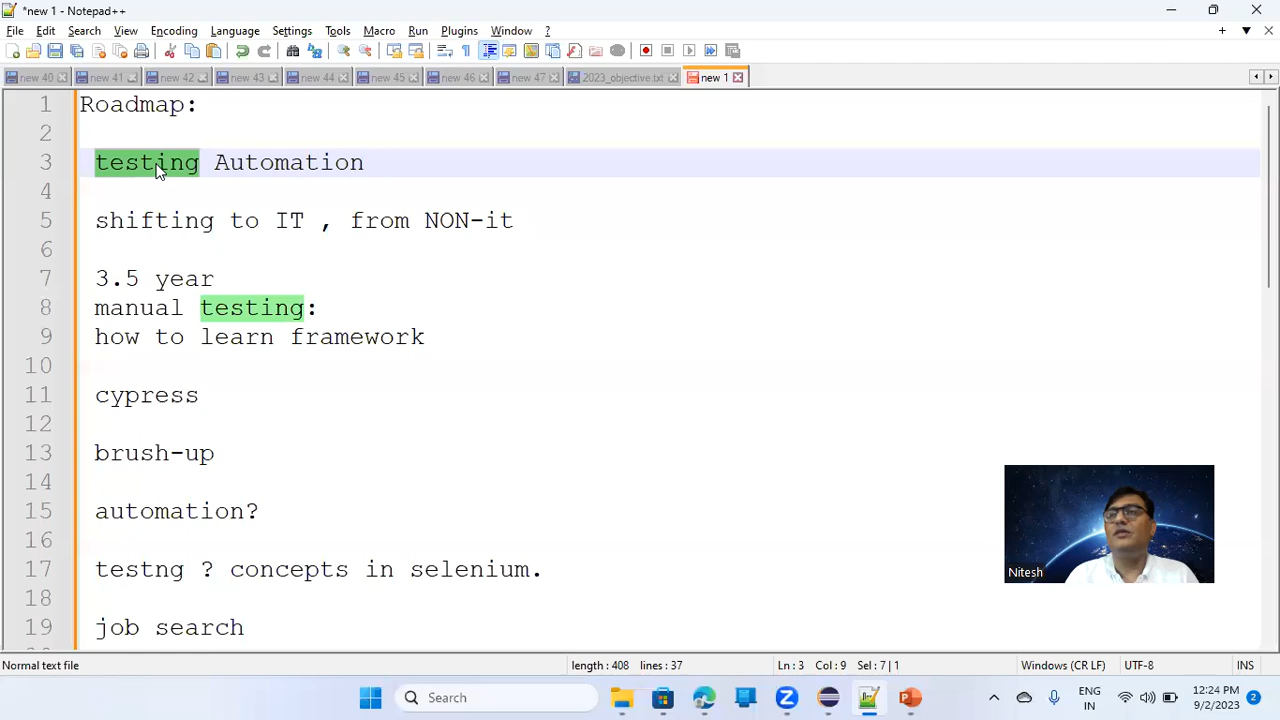 *new 1 - Notepad++
File Edit Search View Encoding Language Settings Tools Macro Run Plugins Window ?
new 40 new 41 new 42 new 43 new 44 new 45 new 46 new 47 2023_objective.txt new 1
1 Roadmap:
2
3 testing Automation
4
5 shifting to IT , from NON-it
6
7 3.5 year
8 manual testing:
9 how to learn framework
10
11 cypress
12
13 brush-up
14
15 automation?
16
17 testng ? concepts in selenium.
18
19 job search
Nitesh
Normal text file length : 408 lines : 37 Ln : 3 Col : 9 Sel : 7 | 1 Windows (CR LF) UTF-8 INS
Search
ENG
IN
12:24 PM
9/2/2023
2